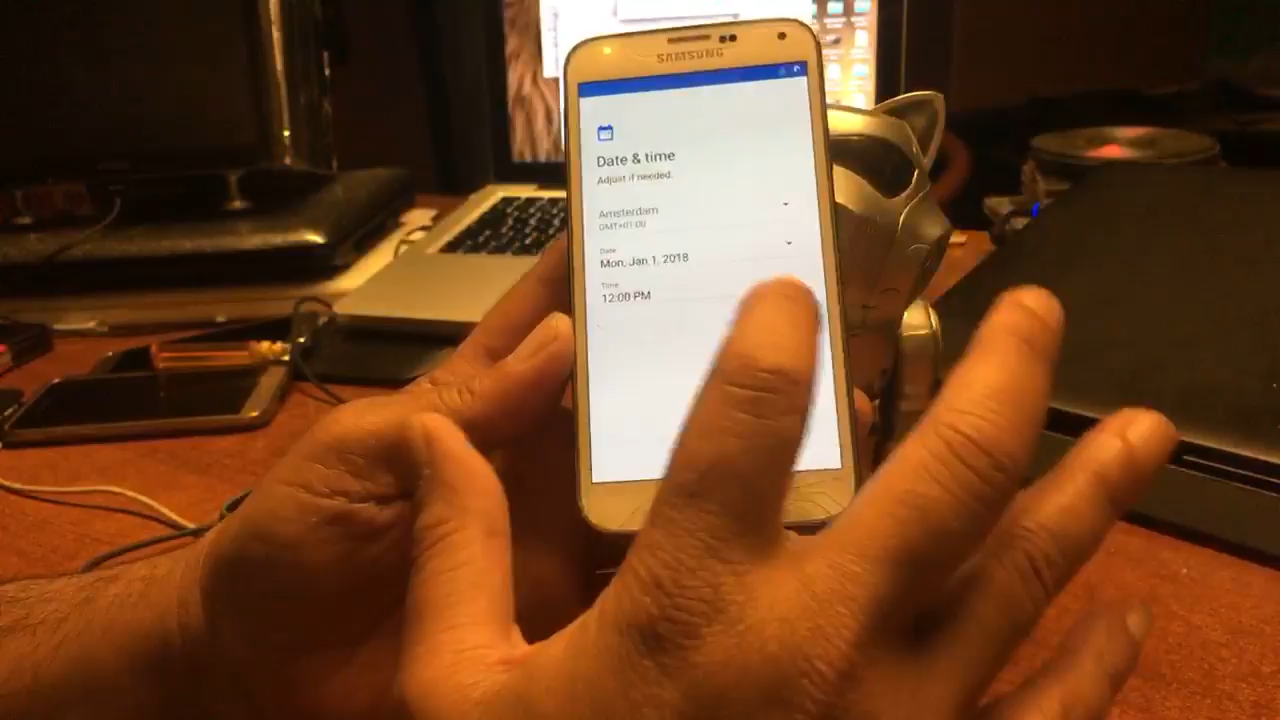 SAMSUNG
Date & time
Adjust if needed.
Amsterdam
GMT+01:00
Date
Mon, Jan 1, 2018
Time
12:00 PM